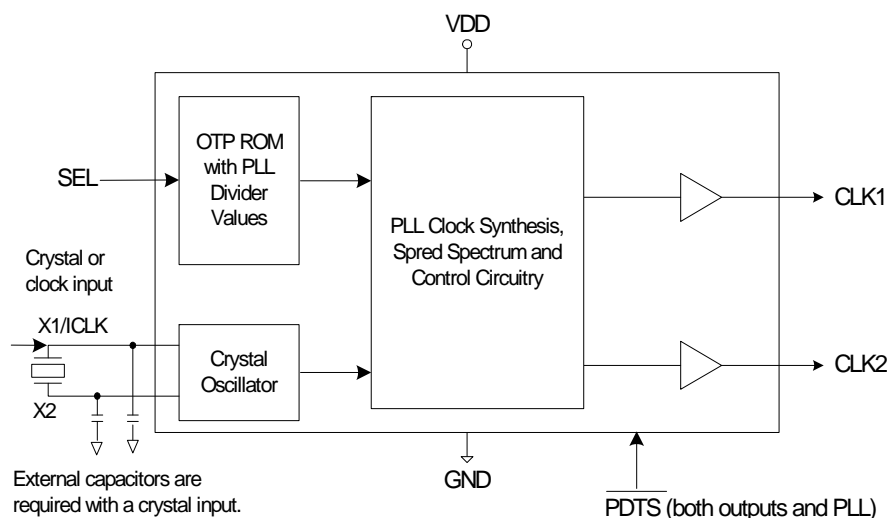 VDD
OTP ROM
with PLL
Divider
Values
SEL
CLK1
PLL Clock Synthesis,
Spred Spectrum and
Control Circuitry
Crystal or
clock input
X1/ICLK
Crystal
Oscillator
CLK2
X2
GND
External capacitors are
required with a crystal input.
PDTS (both outputs and PLL)